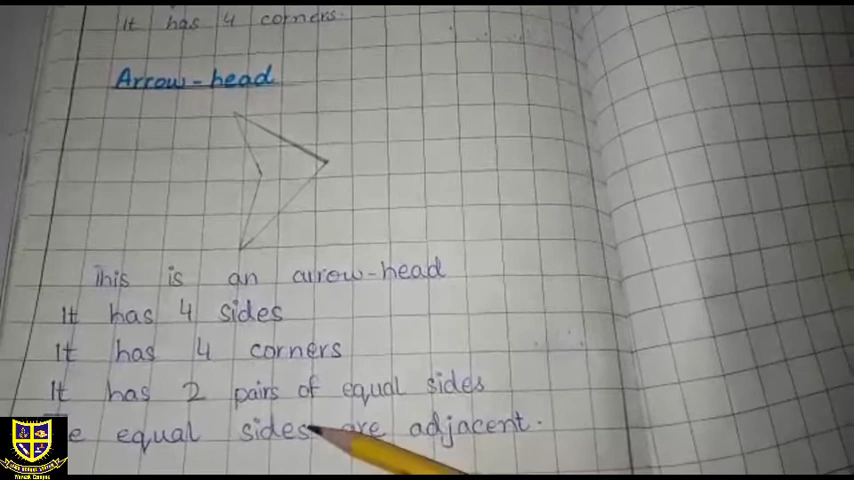 It has 4 corners.
Arrow-head
This is an arrow-head
It has 4 sides
It has 4 corners
It has 2 pairs of equal sides
The equal sides are adjacent.